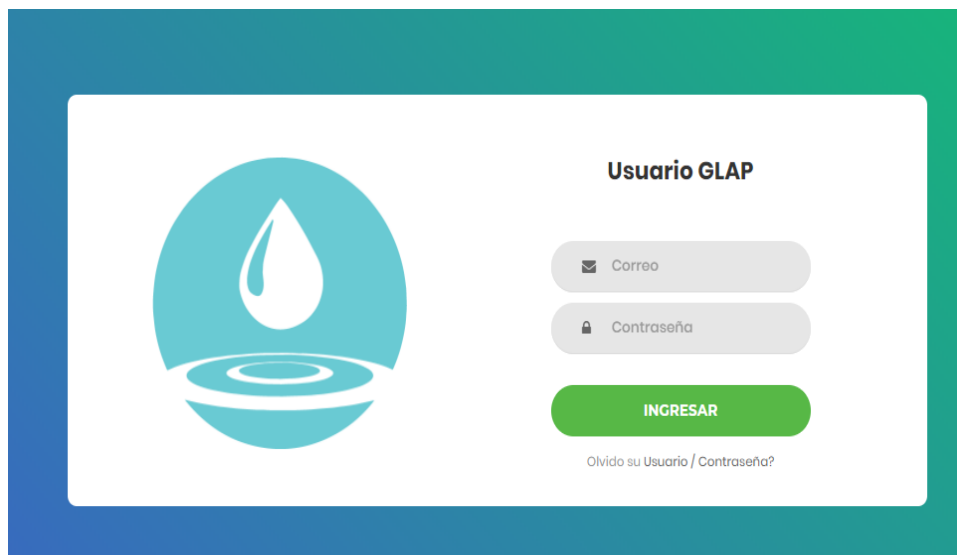 Usuario GLAP
Correo
Contraseña
INGRESAR
Olvido su Usuario / Contraseña?